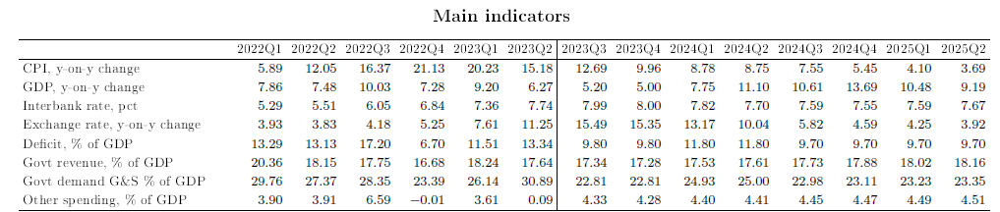 Main indicators
2022Q1 2022Q2 2022Q3 2022Q4 2023Q1 2023Q2 2023Q3 2023Q4 2024Q1 2024Q2 2024Q3 2024Q4 2025Q1 2025Q2
CPI, y-on-y change 5.89 12.05 16.37 21.13 20.23 15.18 12.69 9.96 8.78 8.75 7.55 5.45 4.10 3.69
GDP, y-on-y change 7.86 7.48 10.03 7.28 9.20 6.27 5.20 5.00 7.75 11.10 10.61 13.69 10.48 9.19
Interbank rate, pct 5.29 5.51 6.05 6.84 7.36 7.74 7.99 8.00 7.82 7.70 7.59 7.55 7.59 7.67
Exchange rate, y-on-y change 3.93 3.83 4.18 5.25 7.61 11.25 15.49 15.35 13.17 10.04 5.82 4.59 4.25 3.92
Deficit, % of GDP 13.29 13.13 17.20 6.70 11.51 13.34 9.80 9.80 11.80 11.80 9.70 9.70 9.70 9.70
Govt revenue, % of GDP 20.36 18.15 17.75 16.68 18.24 17.64 17.34 17.28 17.53 17.61 17.73 17.88 18.02 18.16
Govt demand G&S % of GDP 29.76 27.37 28.35 23.39 26.14 30.89 22.81 22.81 24.93 25.00 22.98 23.11 23.23 23.35
Other spending, % of GDP 3.90 3.91 6.59 −0.01 3.61 0.09 4.33 4.28 4.40 4.41 4.45 4.47 4.49 4.51